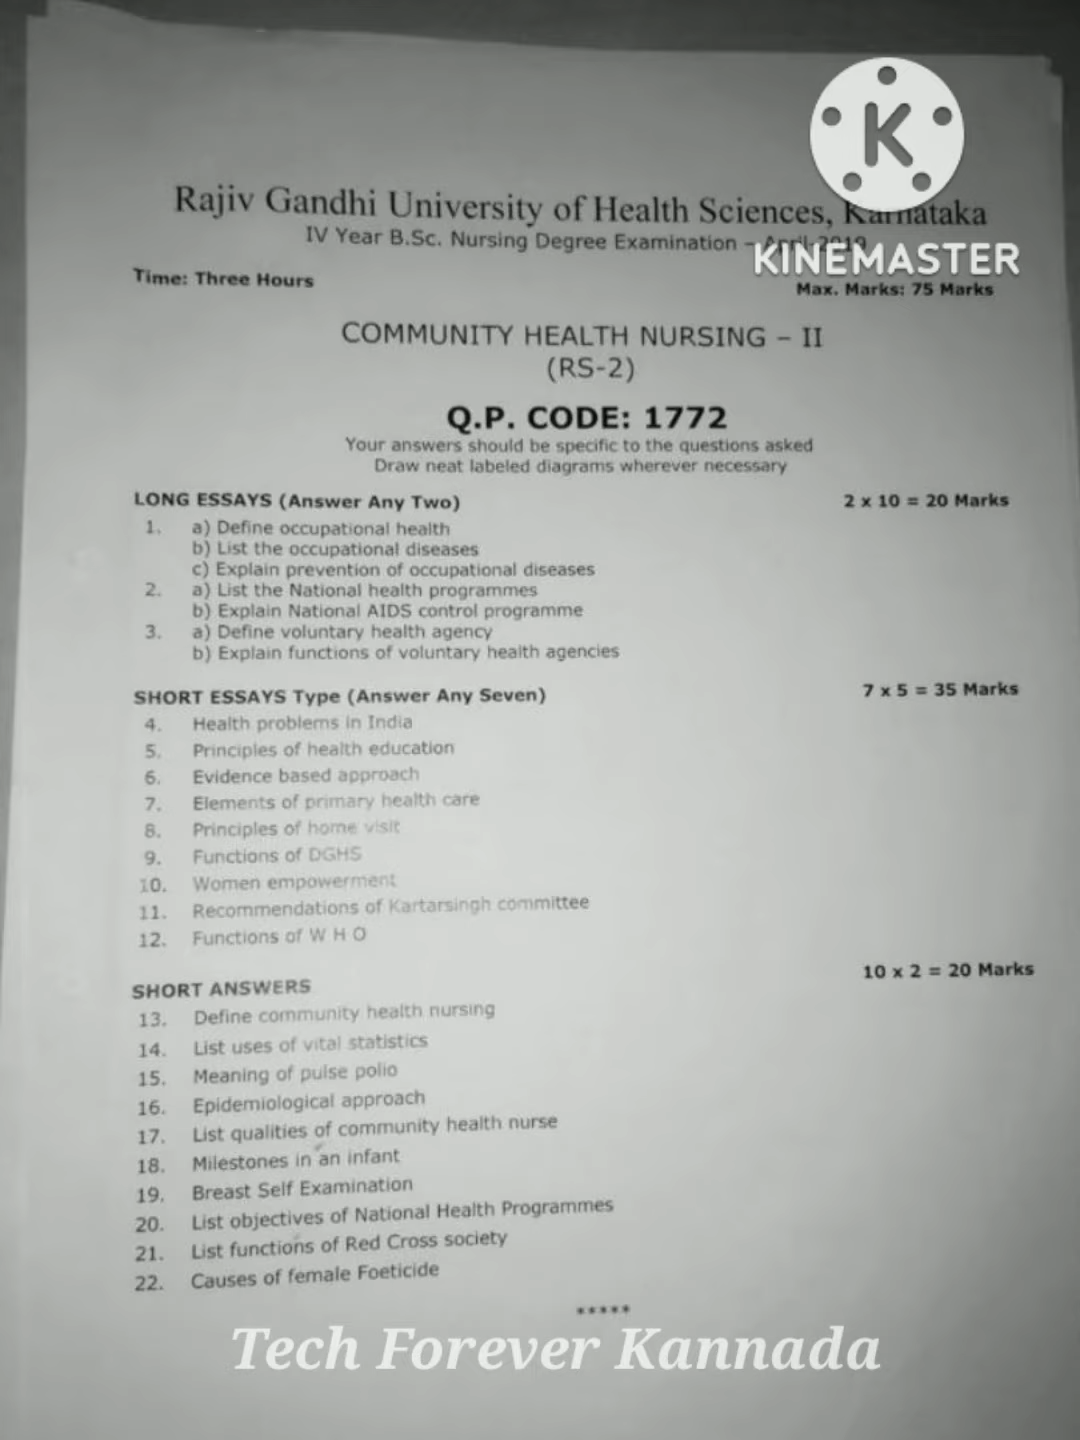 K
Rajiv Gandhi University of Health Sciences, Karnataka
IV Year B.Sc. Nursing Degree Examination – April-2019
KINEMASTER
Time: Three Hours
Max. Marks: 75 Marks
COMMUNITY HEALTH NURSING – II
(RS-2)
Q.P. CODE: 1772
Your answers should be specific to the questions asked
Draw neat labeled diagrams wherever necessary
LONG ESSAYS (Answer Any Two) 2 x 10 = 20 Marks
1. a) Define occupational health
b) List the occupational diseases
c) Explain prevention of occupational diseases
2. a) List the National health programmes
b) Explain National AIDS control programme
3. a) Define voluntary health agency
b) Explain functions of voluntary health agencies
SHORT ESSAYS Type (Answer Any Seven) 7 x 5 = 35 Marks
4. Health problems in India
5. Principles of health education
6. Evidence based approach
7. Elements of primary health care
8. Principles of home visit
9. Functions of DGHS
10. Women empowerment
11. Recommendations of Kartarsingh committee
12. Functions of W H O
SHORT ANSWERS 10 x 2 = 20 Marks
13. Define community health nursing
14. List uses of vital statistics
15. Meaning of pulse polio
16. Epidemiological approach
17. List qualities of community health nurse
18. Milestones in an infant
19. Breast Self Examination
20. List objectives of National Health Programmes
21. List functions of Red Cross society
22. Causes of female Foeticide
*****
Tech Forever Kannada